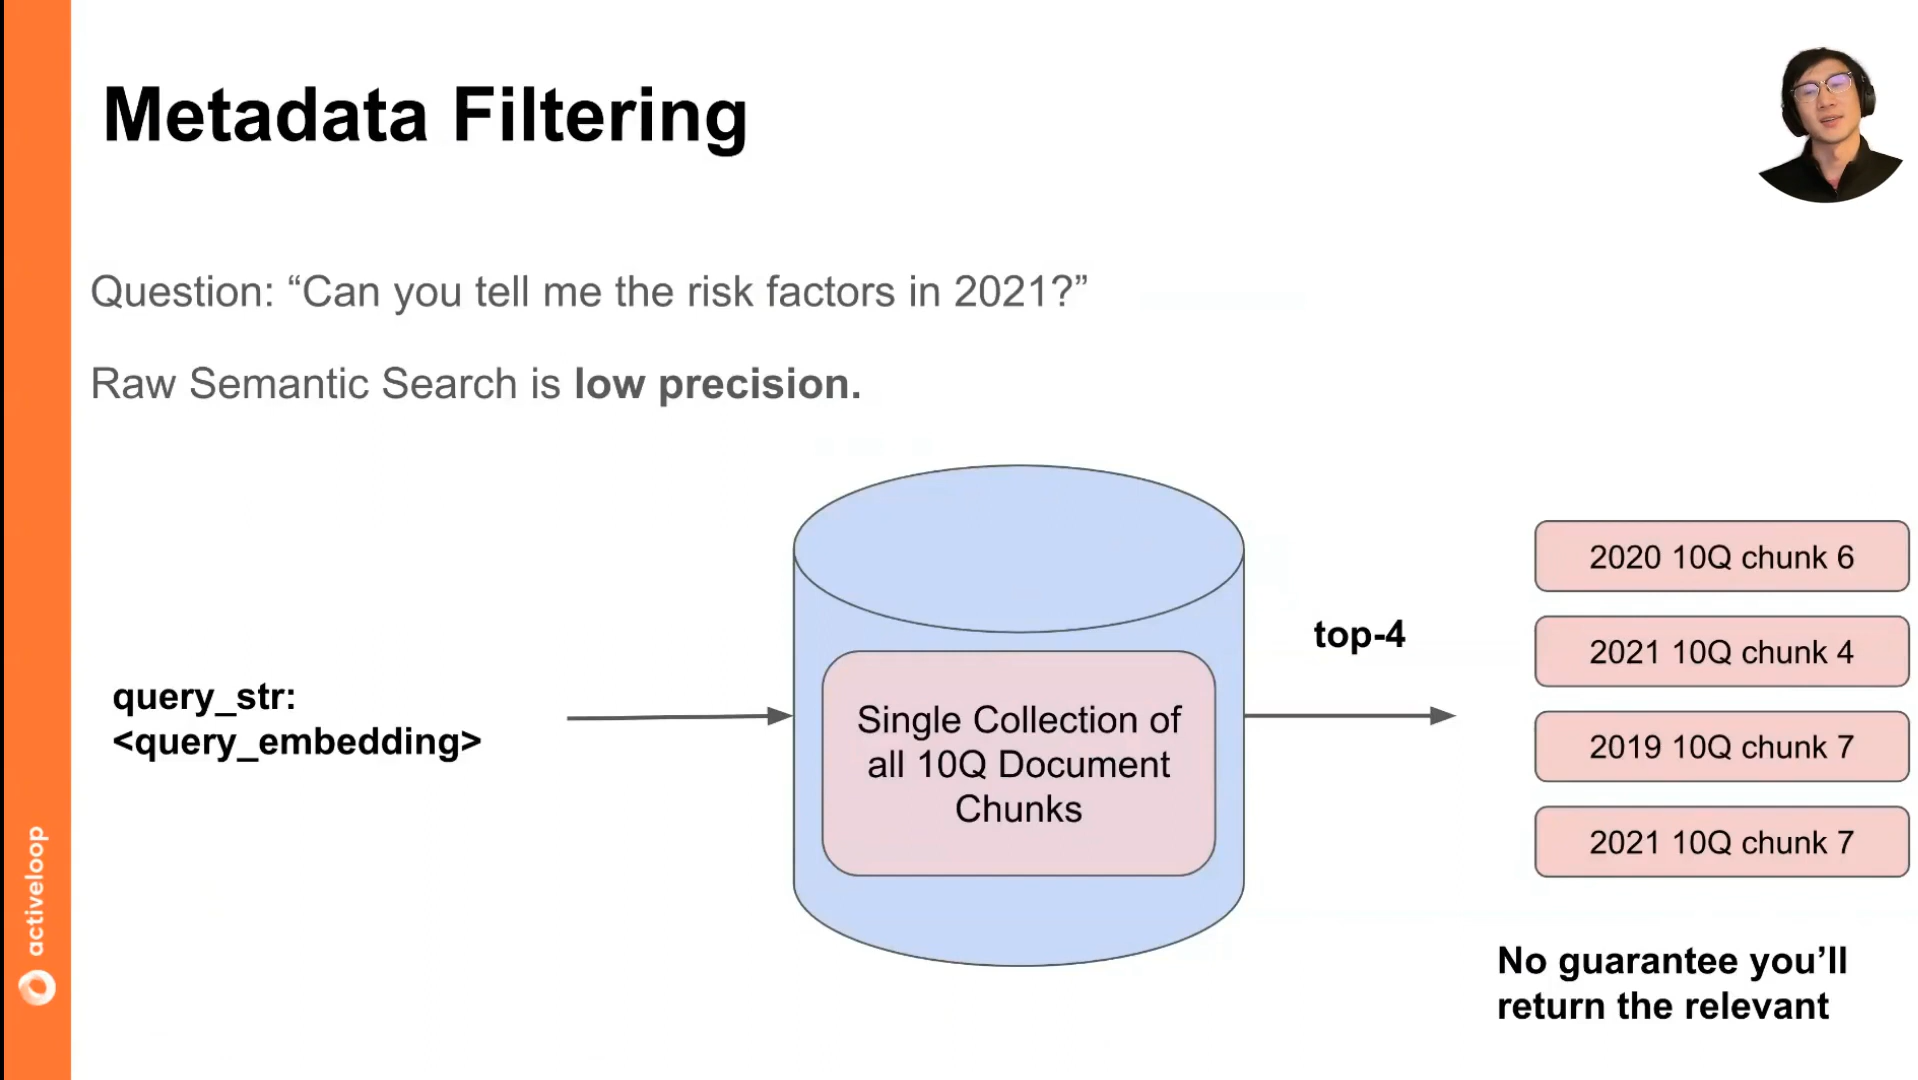 Metadata Filtering
Question: “Can you tell me the risk factors in 2021?”
Raw Semantic Search is low precision.
query_str:
<query_embedding>
Single Collection of
all 10Q Document
Chunks
top-4
2020 10Q chunk 6
2021 10Q chunk 4
2019 10Q chunk 7
2021 10Q chunk 7
No guarantee you’ll
return the relevant
activeloop